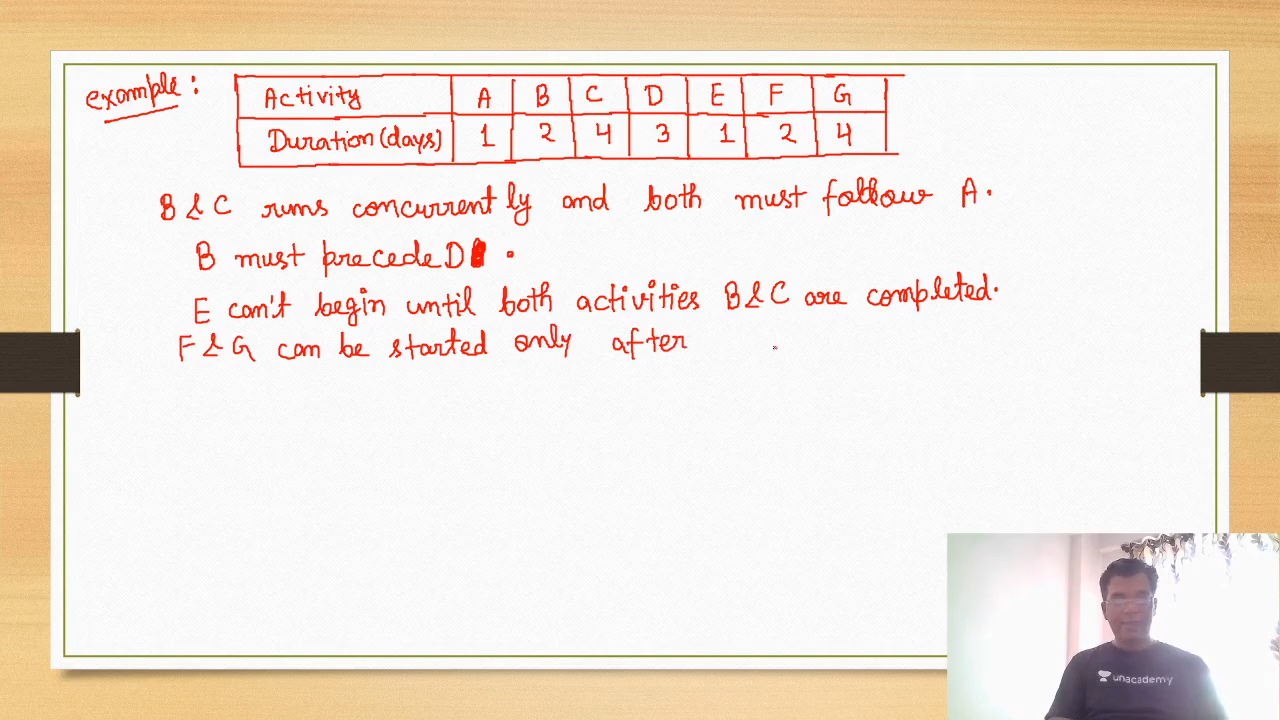 example:
Activity A B C D E F G
Duration (days) 1 2 4 3 1 2 4
B & C runs concurrently and both must follow A.
B must precede D .
E can't begin until both activities B & C are completed.
F & G can be started only after
unacademy